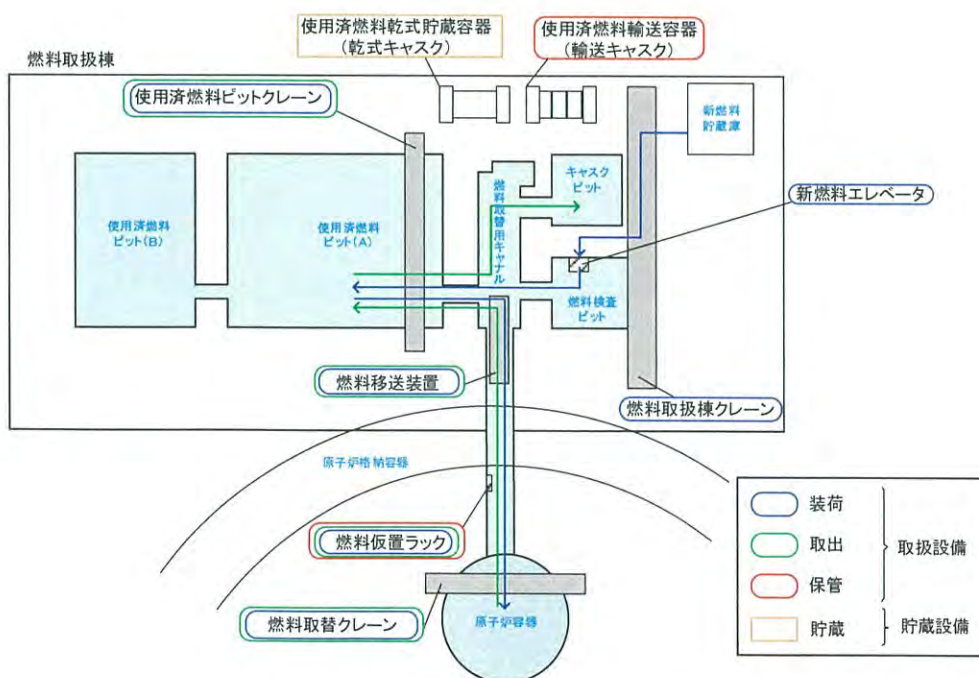 使用済燃料乾式貯蔵容器
(乾式キャスク)
使用済燃料輸送容器
(輸送キャスク)
燃料取扱棟
使用済燃料ピットクレーン
新燃料
貯蔵庫
キャスク
ピット
燃料取替用キャナル
新燃料エレベータ
使用済燃料
ピット(B)
使用済燃料
ピット(A)
燃料検査
ピット
燃料移送装置
燃料取扱棟クレーン
原子炉格納容器
燃料仮置ラック
燃料取替クレーン
原子炉容器
装荷
取出
保管
取扱設備
貯蔵
貯蔵設備